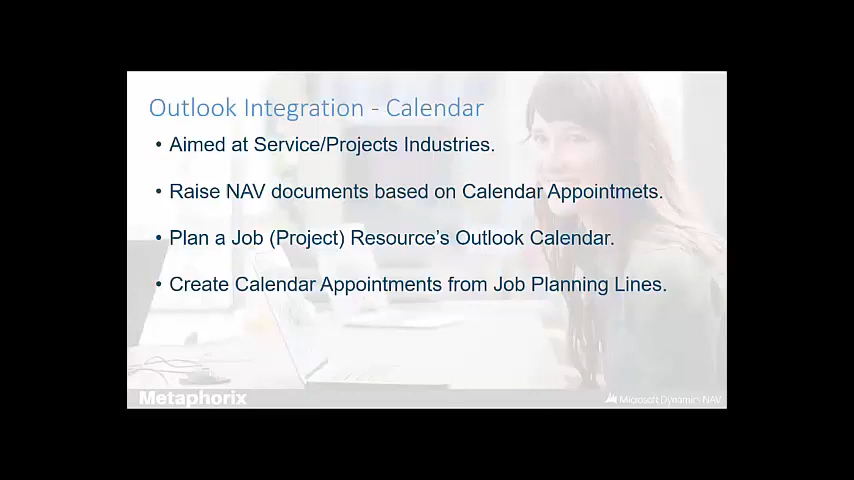 Outlook Integration - Calendar
• Aimed at Service/Projects Industries.
• Raise NAV documents based on Calendar Appointmets.
• Plan a Job (Project) Resource's Outlook Calendar.
• Create Calendar Appointments from Job Planning Lines.
Metaphorix
Microsoft Dynamics NAV